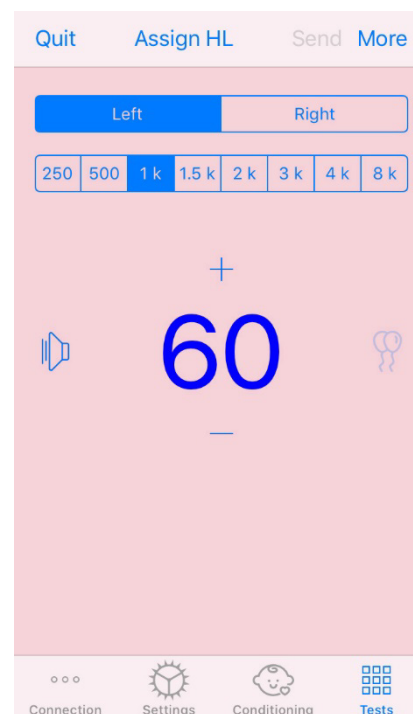 Quit Assign HL Send More
Left Right
250 500 1 k 1.5 k 2 k 3 k 4 k 8 k
+
60
−
Connection Settings Conditioning Tests